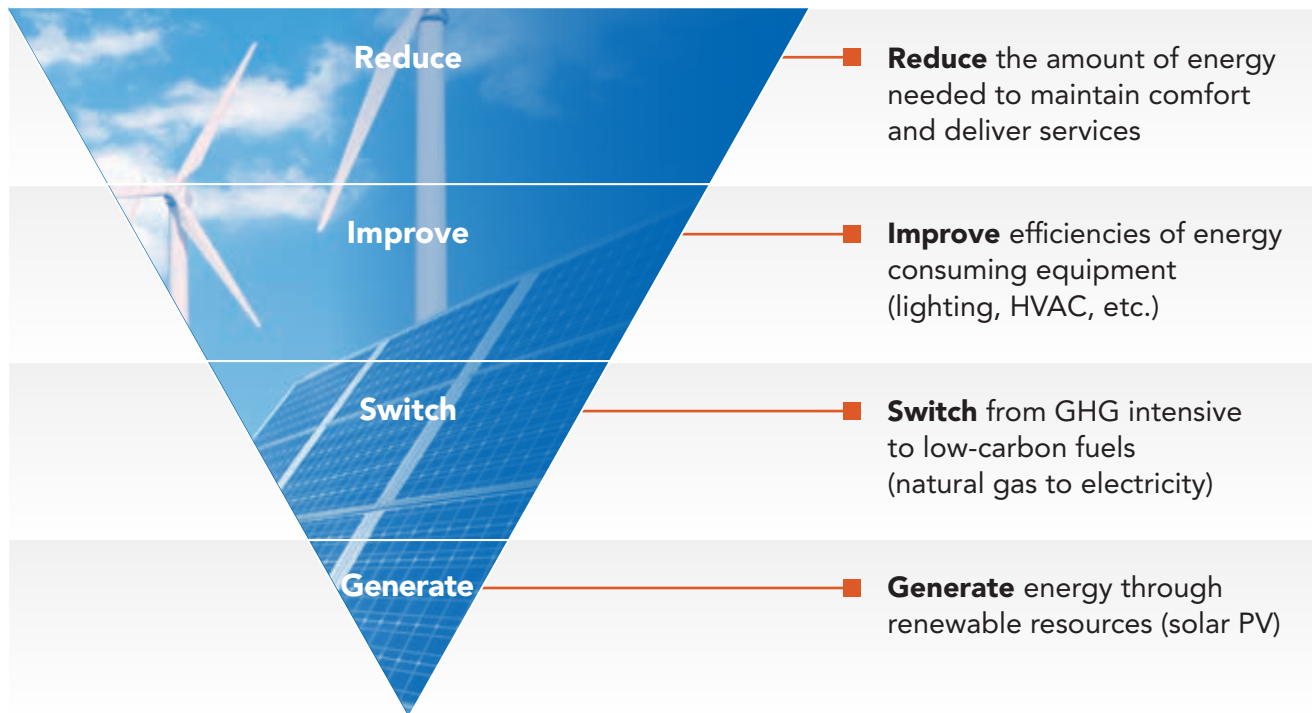 Reduce
Reduce the amount of energy
needed to maintain comfort
and deliver services
Improve
Improve efficiencies of energy
consuming equipment
(lighting, HVAC, etc.)
Switch
Switch from GHG intensive
to low-carbon fuels
(natural gas to electricity)
Generate
Generate energy through
renewable resources (solar PV)